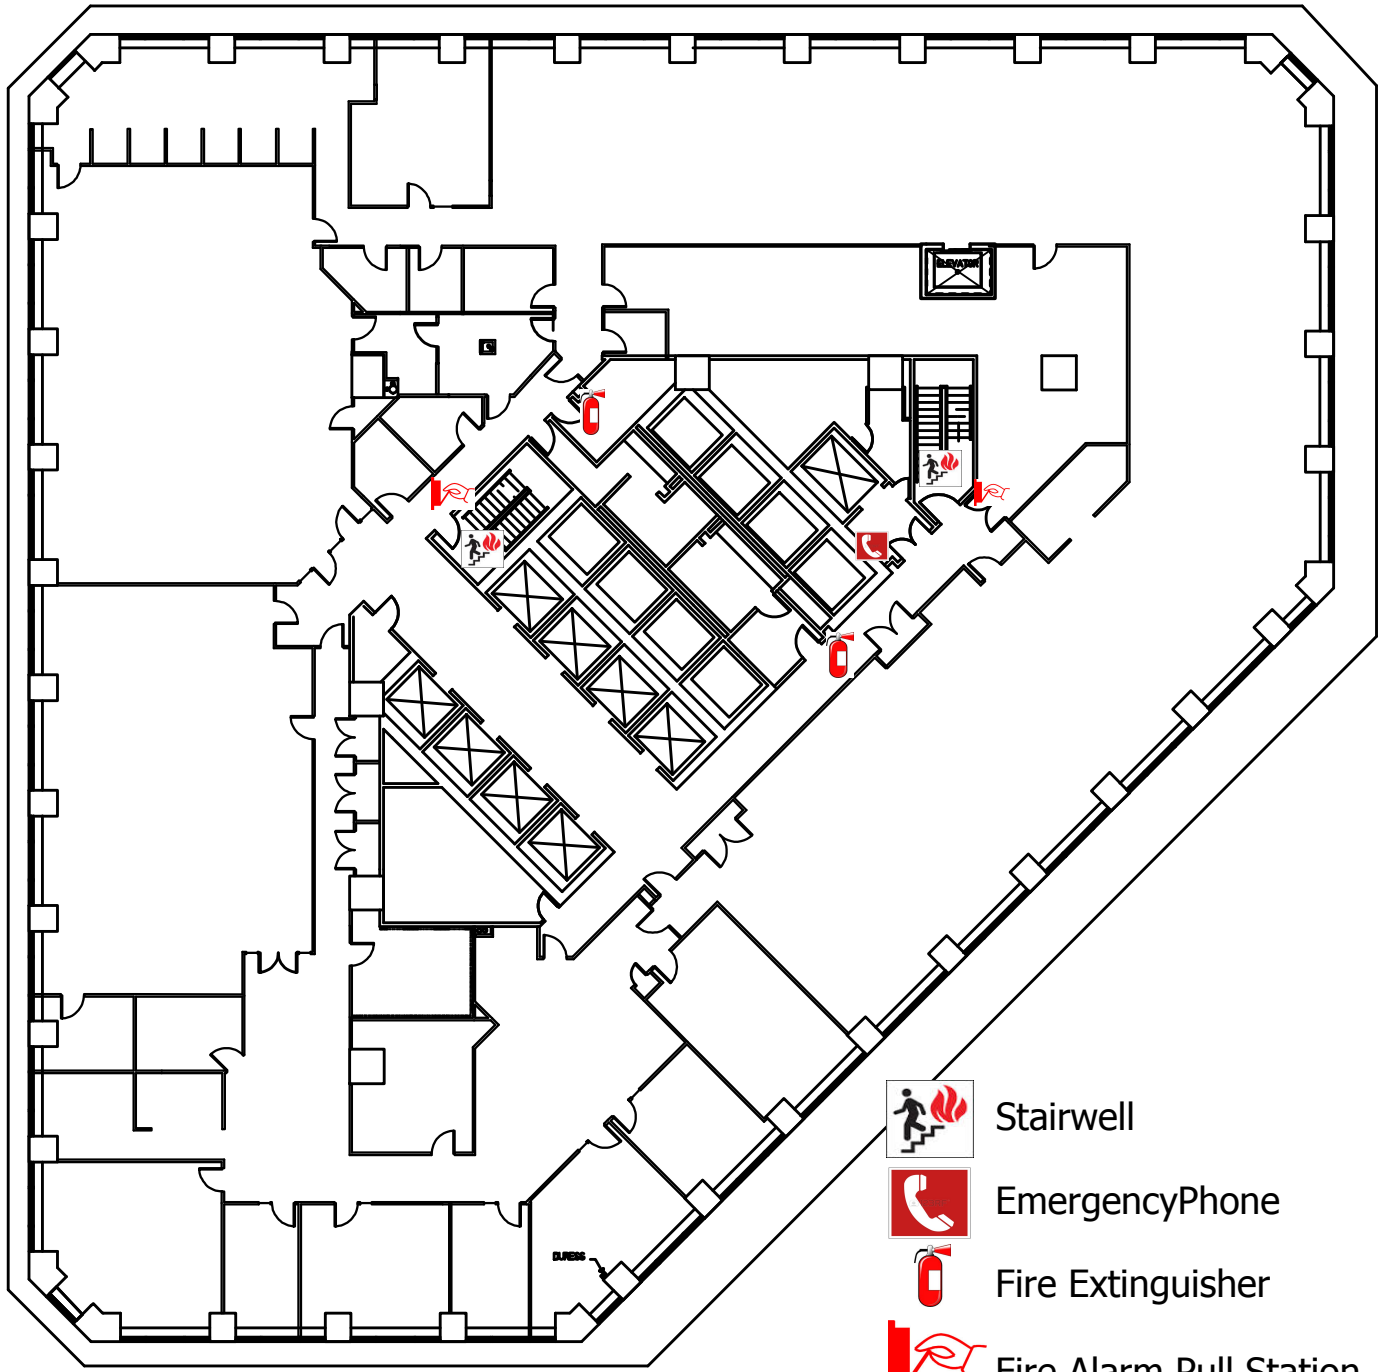 ELEVATOR
Stairwell
EmergencyPhone
Fire Extinguisher
DURESS
Fire Alarm Pull Station